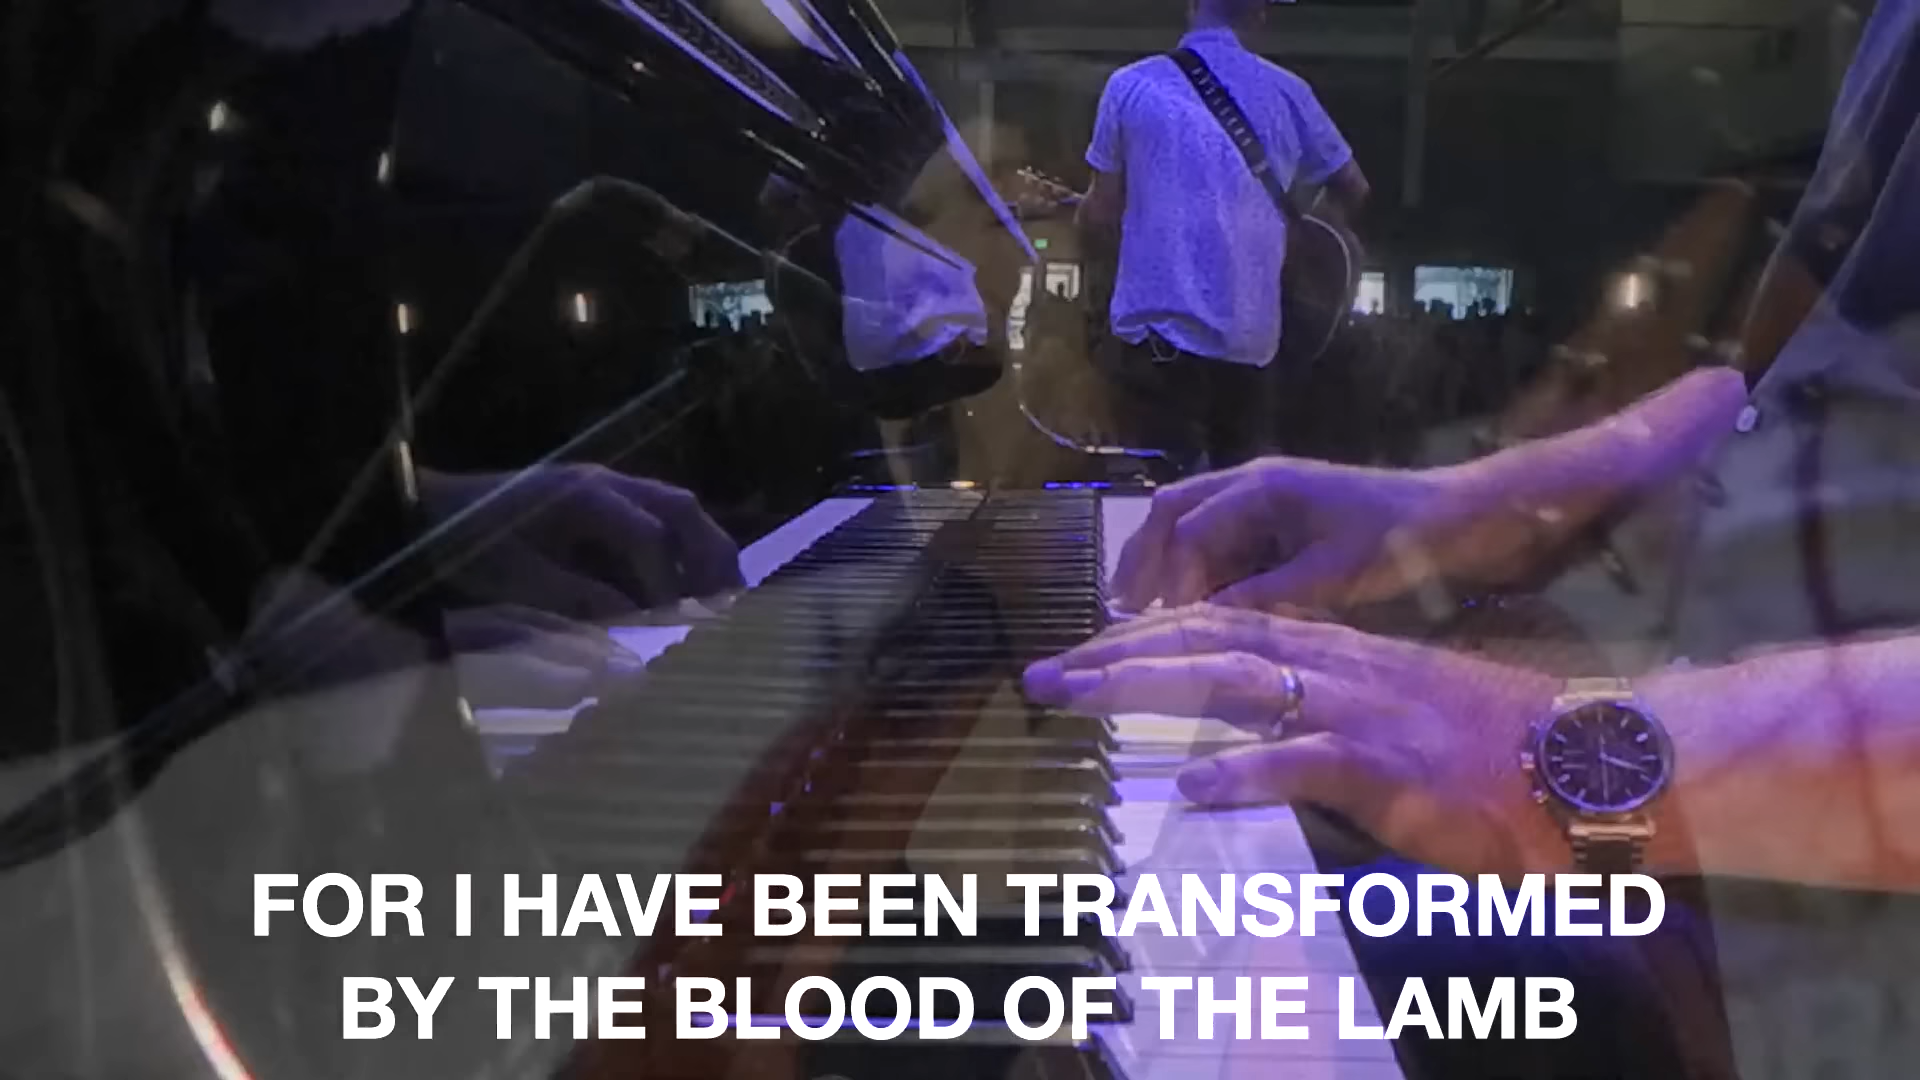 FOR I HAVE BEEN TRANSFORMED
BY THE BLOOD OF THE LAMB